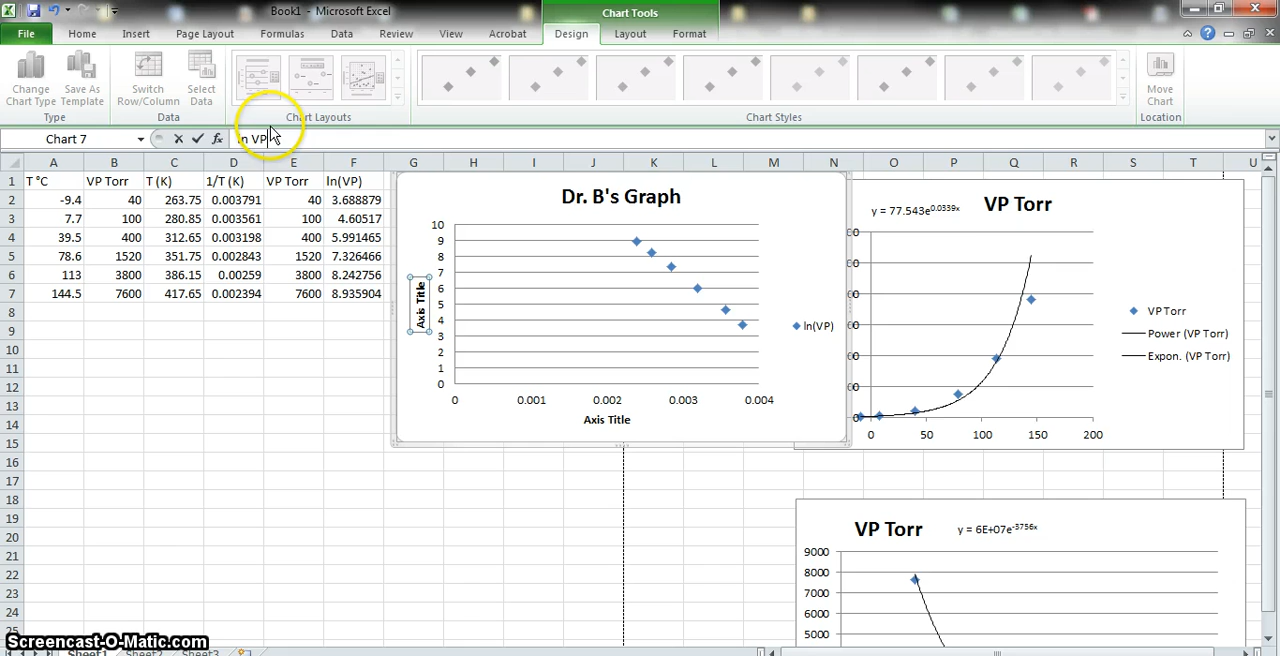 Book1 - Microsoft Excel
Chart Tools
File Home Insert Page Layout Formulas Data Review View Acrobat Design Layout Format
Change Chart Type
Save As Template
Switch Row/Column
Select Data
Move Chart
Type Data Chart Layouts Chart Styles Location
Chart 7 fx ln VP
A B C D E F G H I J K L M N O P Q R S T U
1 T °C VP Torr T (K) 1/T (K) VP Torr ln(VP)
2 -9.4 40 263.75 0.003791 40 3.688879
3 7.7 100 280.85 0.003561 100 4.60517
4 39.5 400 312.65 0.003198 400 5.991465
5 78.6 1520 351.75 0.002843 1520 7.326466
6 113 3800 386.15 0.00259 3800 8.242756
7 144.5 7600 417.65 0.002394 7600 8.935904
8
9
10
11
12
13
14
15
16
17
18
19
20
21
22
23
24
25
Dr. B's Graph
10
9
8
7
6
5
4
3
2
1
0
0 0.001 0.002 0.003 0.004
Axis Title
Axis Title
ln(VP)
y = 77.543e^0.0339x
VP Torr
0 50 100 150 200
VP Torr
Power (VP Torr)
Expon. (VP Torr)
VP Torr
y = 6E+07e^-3756x
9000
8000
7000
6000
5000
Screencast-O-Matic.com
Sheet1 Sheet2 Sheet3